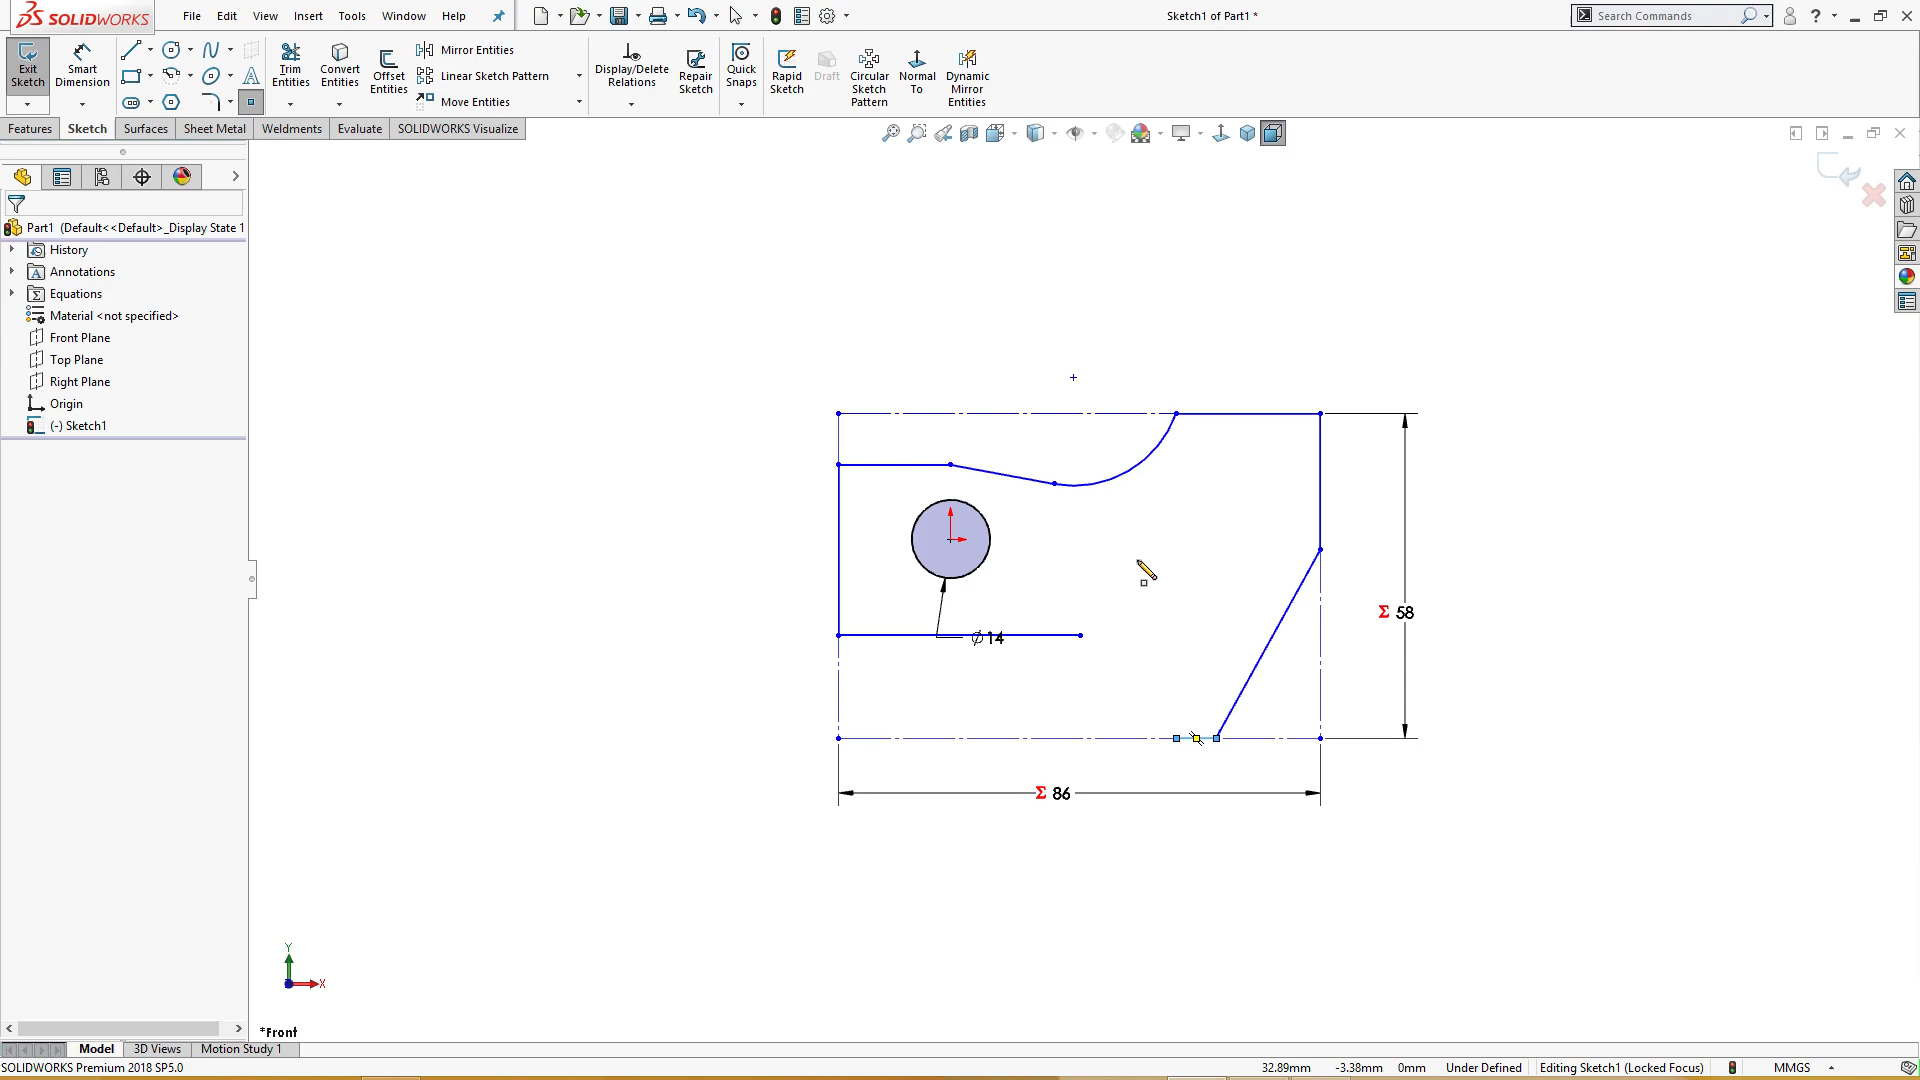 SOLIDWORKS
File Edit View Insert Tools Window Help
Sketch1 of Part1 *
Search Commands
Exit Sketch
Smart Dimension
Trim Entities
Convert Entities
Offset Entities
Mirror Entities
Linear Sketch Pattern
Move Entities
Display/Delete Relations
Repair Sketch
Quick Snaps
Rapid Sketch
Draft
Circular Sketch Pattern
Normal To
Dynamic Mirror Entities
Features Sketch Surfaces Sheet Metal Weldments Evaluate SOLIDWORKS Visualize
Part1 (Default<<Default>_Display State 1
History
Annotations
Equations
Material <not specified>
Front Plane
Top Plane
Right Plane
Origin
(-) Sketch1
Σ 58
∅14
Σ 86
Y
X
*Front
Model 3D Views Motion Study 1
SOLIDWORKS Premium 2018 SP5.0
32.89mm -3.38mm 0mm Under Defined Editing Sketch1 (Locked Focus) MMGS